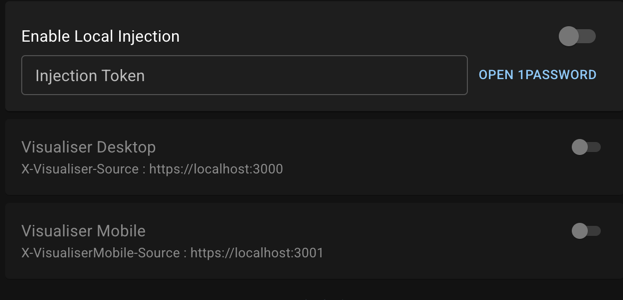 Enable Local Injection
Injection Token
OPEN 1PASSWORD
Visualiser Desktop
X-Visualiser-Source : https://localhost:3000
Visualiser Mobile
X-VisualiserMobile-Source : https://localhost:3001